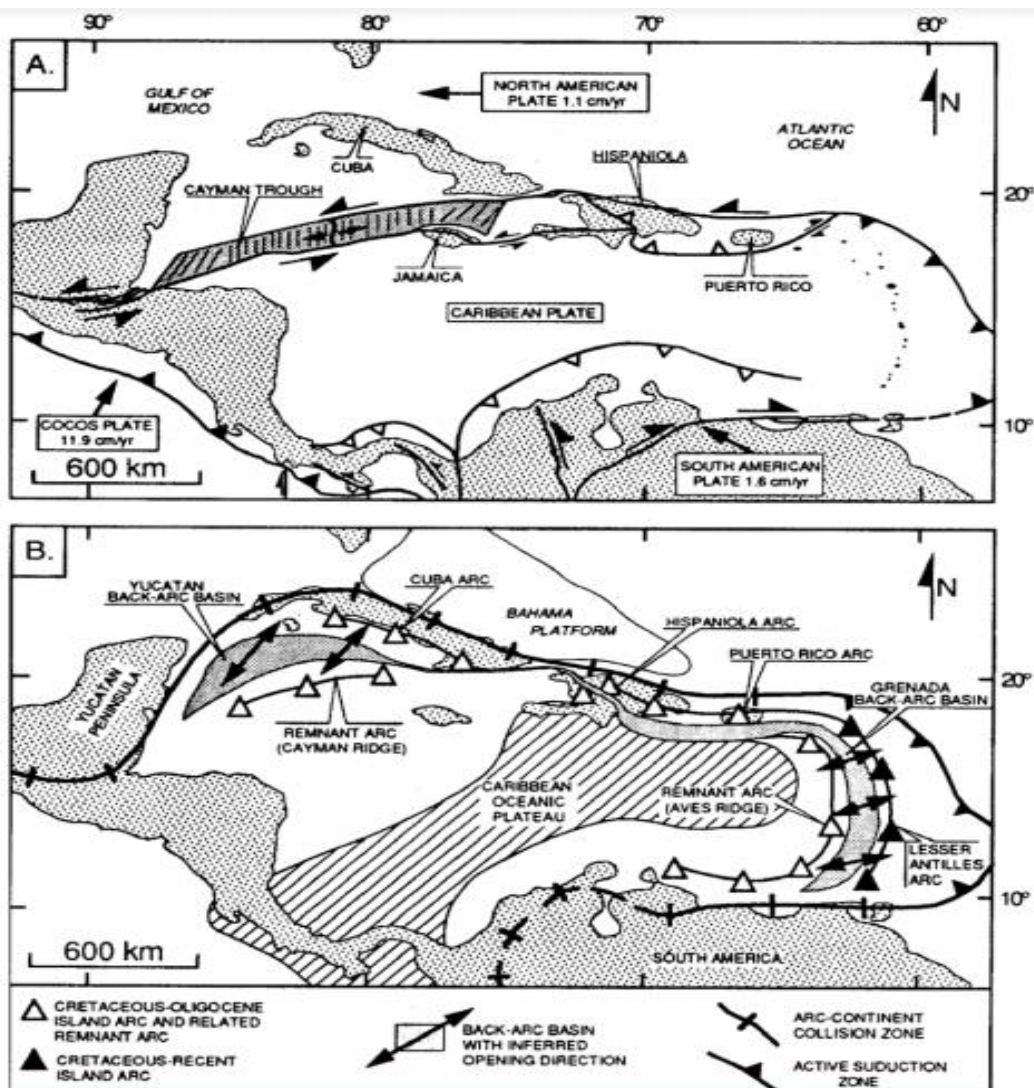 90°
80°
70°
60°
A.
GULF OF
MEXICO
NORTH AMERICAN
PLATE 1.1 cm/yr
N
ATLANTIC
OCEAN
CUBA
HISPANIOLA
CAYMAN TROUGH
20°
JAMAICA
PUERTO RICO
CARIBBEAN PLATE
COCOS PLATE
11.9 cm/yr
10°
600 km
SOUTH AMERICAN
PLATE 1.6 cm/yr
B.
YUCATAN
BACK-ARC BASIN
CUBA ARC
N
BAHAMA
PLATFORM
HISPANIOLA ARC
PUERTO RICO ARC
GRENADA
BACK-ARC BASIN
20°
YUCATAN
PENINSULA
REMNANT ARC
(CAYMAN RIDGE)
CARIBBEAN
OCEANIC
PLATEAU
REMNANT ARC
(AVES RIDGE)
LESSER
ANTILLES
ARC
10°
600 km
SOUTH AMERICA
CRETACEOUS-OLIGOCENE
ISLAND ARC AND RELATED
REMNANT ARC
CRETACEOUS-RECENT
ISLAND ARC
BACK-ARC BASIN
WITH INFERRED
OPENING DIRECTION
ARC-CONTINENT
COLLISION ZONE
ACTIVE SUDUCTION
ZONE